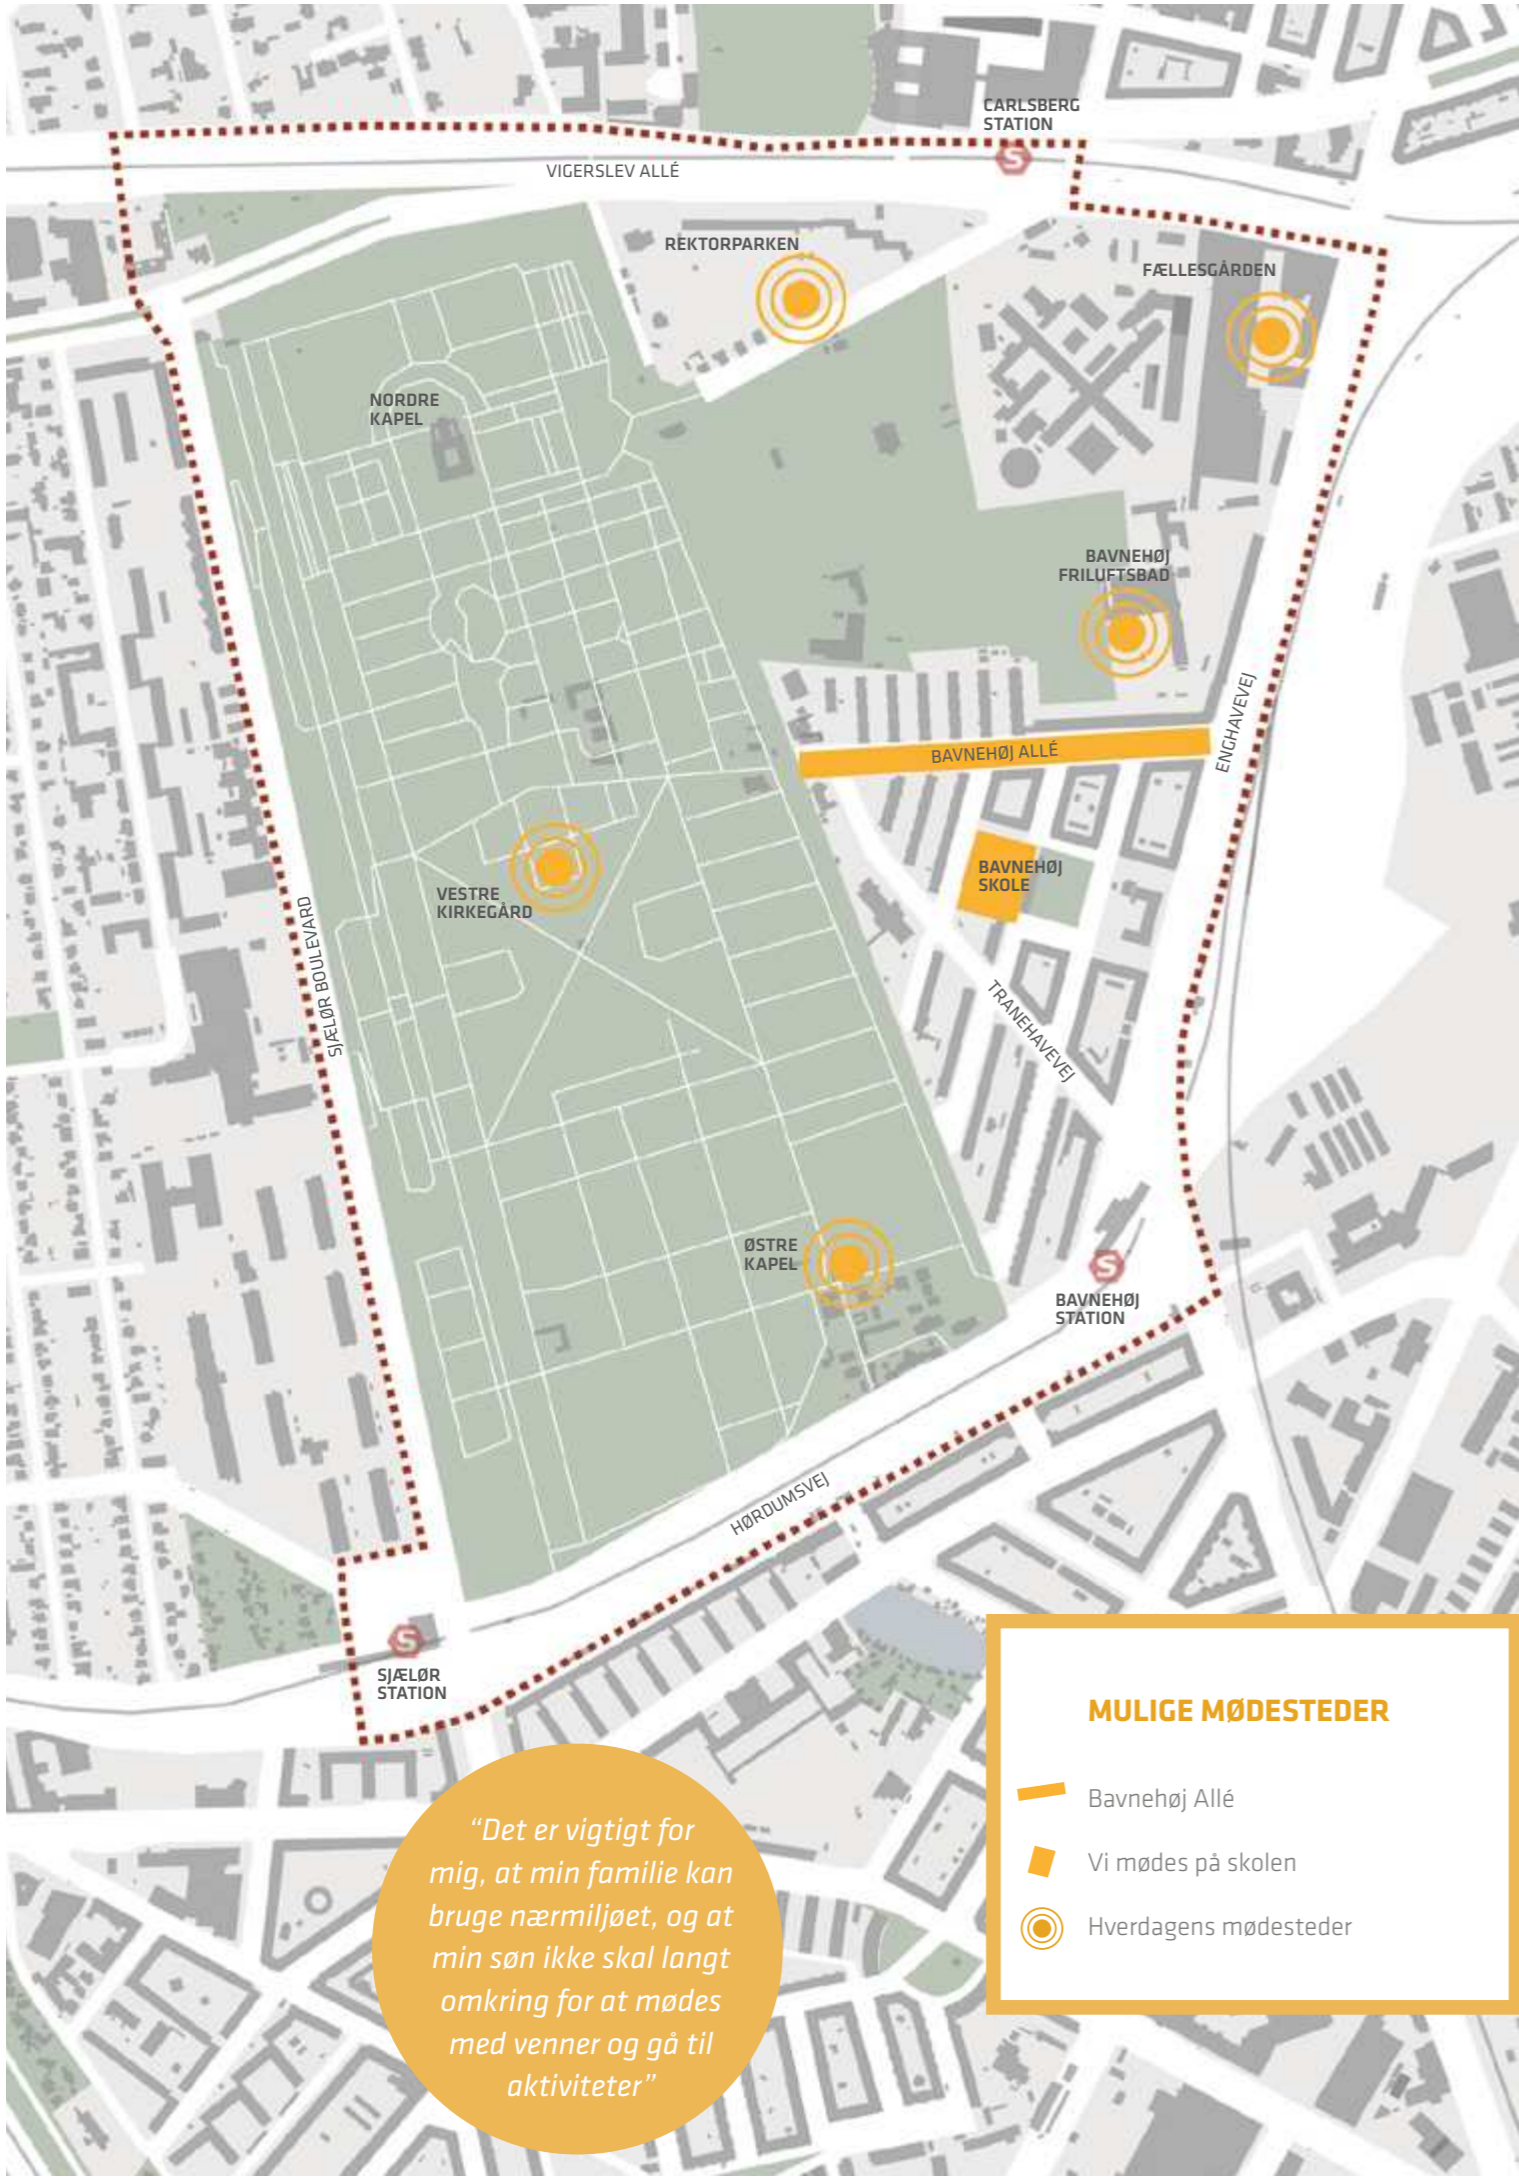 CARLSBERG
STATION
S
VIGERSLEV ALLÉ
REKTORPARKEN
FÆLLESGÅRDEN
NORDRE
KAPEL
BAVNEHØJ
FRILUFTSBAD
ENGHAVEVEJ
BAVNEHØJ ALLÉ
BAVNEHØJ
SKOLE
VESTRE
KIRKEGÅRD
SJÆLØR BOULEVARD
TRANEHAVEVEJ
ØSTRE
KAPEL
S
BAVNEHØJ
STATION
HØRDUMSVEJ
S
SJÆLØR
STATION
MULIGE MØDESTEDER
Bavnehøj Allé
Vi mødes på skolen
Hverdagens mødesteder
“Det er vigtigt for
mig, at min familie kan
bruge nærmiljøet, og at
min søn ikke skal langt
omkring for at mødes
med venner og gå til
aktiviteter”